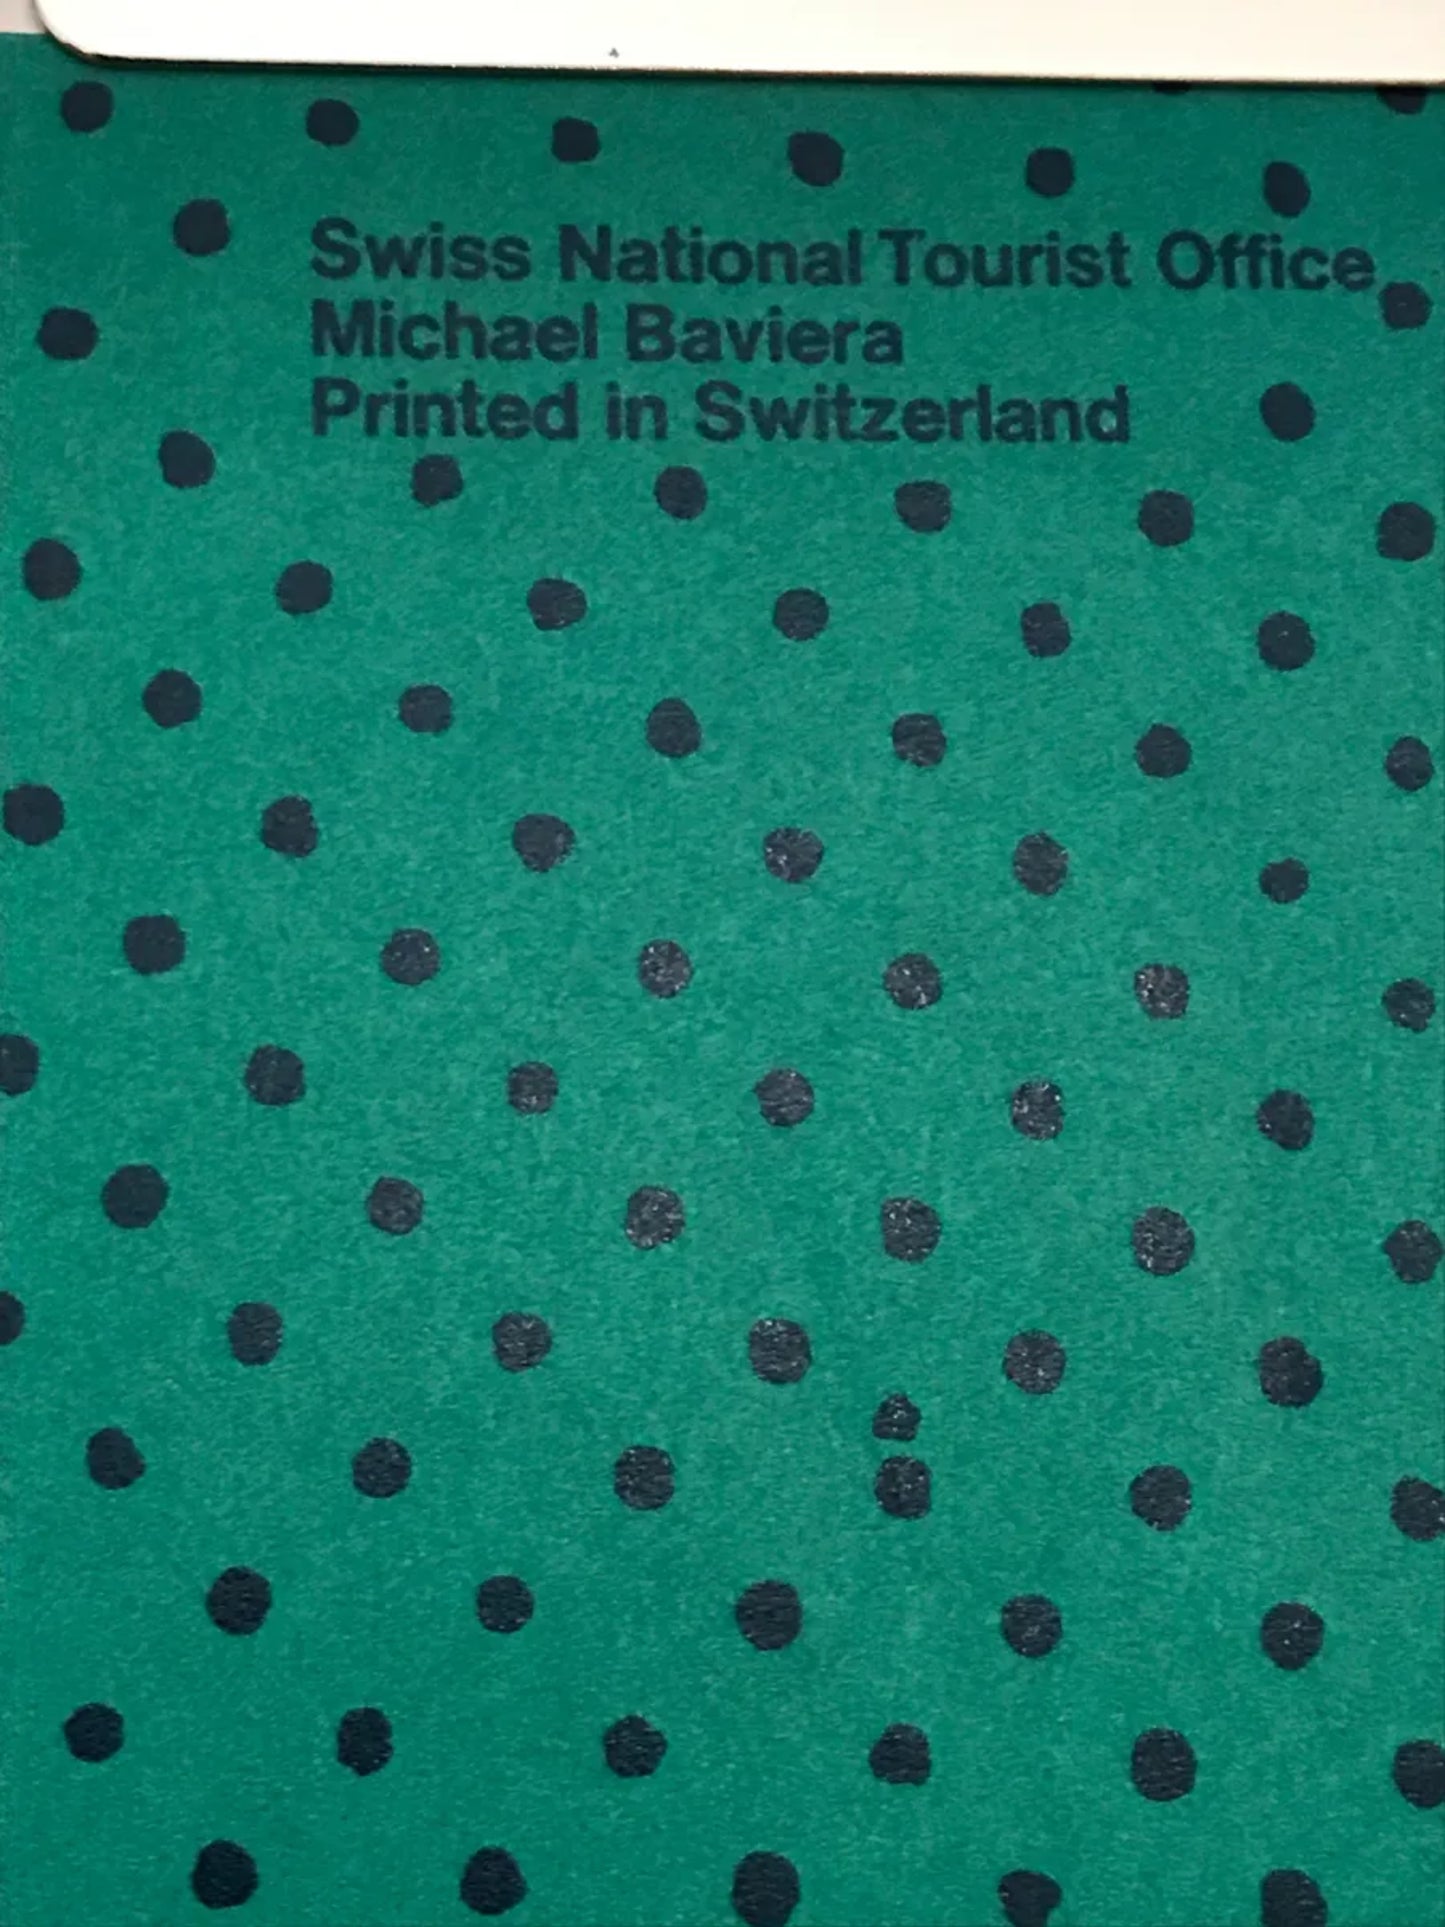 Swiss National Tourist Office
Michael Baviera
Printed in Switzerland